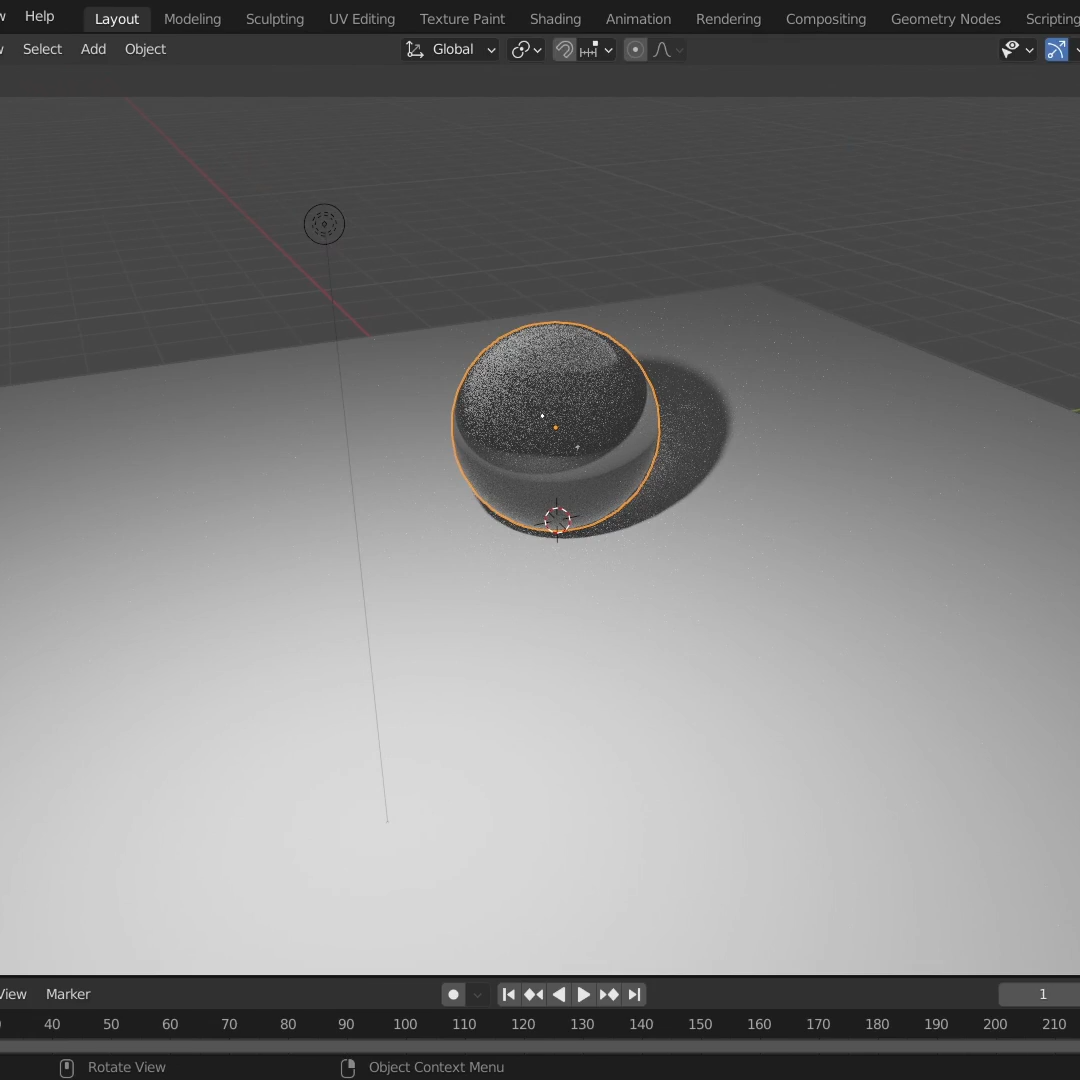 w Help Layout Modeling Sculpting UV Editing Texture Paint Shading Animation Rendering Compositing Geometry Nodes Scripting
w Select Add Object Global
View Marker 1
0 40 50 60 70 80 90 100 110 120 130 140 150 160 170 180 190 200 210
Rotate View Object Context Menu